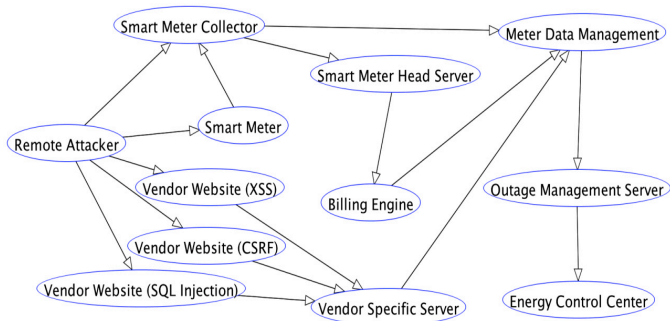 Smart Meter Collector
Meter Data Management
Smart Meter Head Server
Smart Meter
Remote Attacker
Vendor Website (XSS)
Outage Management Server
Billing Engine
Vendor Website (CSRF)
Vendor Website (SQL Injection)
Vendor Specific Server
Energy Control Center